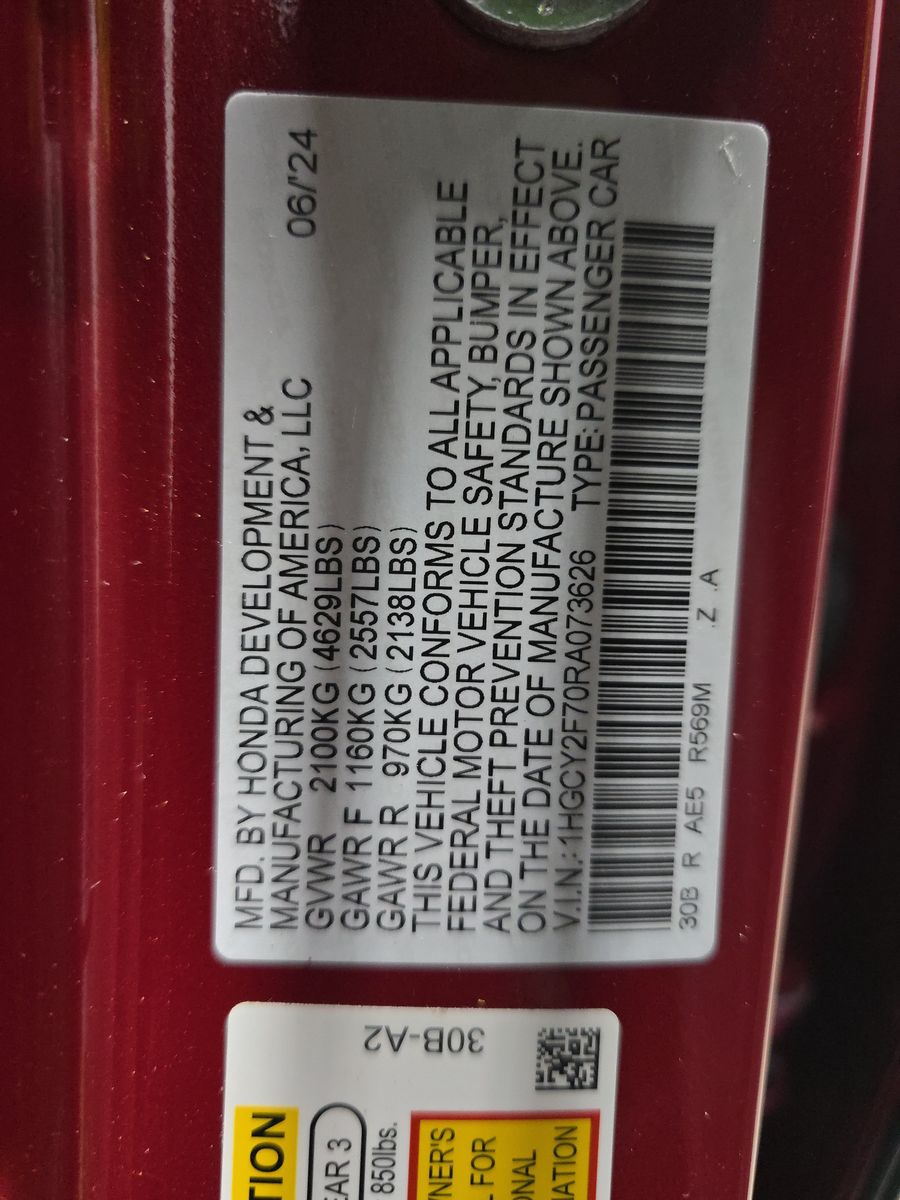 MFD. BY HONDA DEVELOPMENT &
MANUFACTURING OF AMERICA, LLC 06/'24
GVWR 2100KG (4629LBS)
GAWR F 1160KG (2557LBS)
GAWR R 970KG (2138LBS)
THIS VEHICLE CONFORMS TO ALL APPLICABLE
FEDERAL MOTOR VEHICLE SAFETY, BUMPER,
AND THEFT PREVENTION STANDARDS IN EFFECT
ON THE DATE OF MANUFACTURE SHOWN ABOVE.
V.I.N.:1HGCY2F70RA073626 TYPE:PASSENGER CAR
30B R AE5 R569M .Z .A
30B-A2
TION
EAR 3
850lbs.
NER'S
FOR
ONAL
ATION